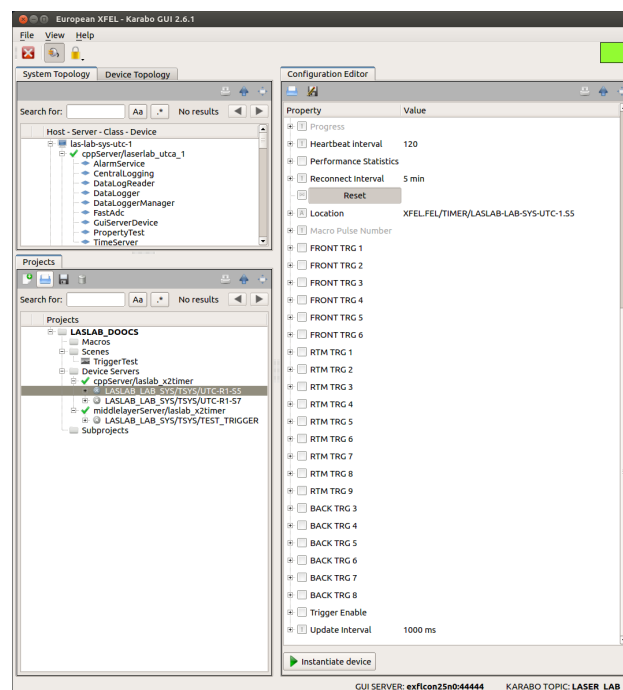 European XFEL - Karabo GUI 2.6.1
File View Help
System Topology Device Topology
Search for: Aa .* No results
Host - Server - Class - Device
las-lab-sys-utc-1
cppServer/laserlab_utca_1
AlarmService
CentralLogging
DataLogReader
DataLogger
DataLoggerManager
FastAdc
GuiServerDevice
PropertyTest
TimeServer
Projects
Search for: Aa .* No results
Projects
LASLAB_DOOCS
Macros
Scenes
TriggerTest
Device Servers
cppServer/laslab_x2timer
LASLAB_LAB_SYS/TSYS/UTC-R1-S5
LASLAB_LAB_SYS/TSYS/UTC-R1-S7
middlelayerServer/laslab_x2timer
LASLAB_LAB_SYS/TSYS/TEST_TRIGGER
Subprojects
Configuration Editor
Property Value
T Progress
T Heartbeat interval 120
Performance Statistics
T Reconnect Interval 5 min
Reset
A Location XFEL.FEL/TIMER/LASLAB-LAB-SYS-UTC-1.S5
T Macro Pulse Number
FRONT TRG 1
FRONT TRG 2
FRONT TRG 3
FRONT TRG 4
FRONT TRG 5
FRONT TRG 6
RTM TRG 1
RTM TRG 2
RTM TRG 3
RTM TRG 4
RTM TRG 5
RTM TRG 6
RTM TRG 7
RTM TRG 8
RTM TRG 9
BACK TRG 3
BACK TRG 4
BACK TRG 5
BACK TRG 6
BACK TRG 7
BACK TRG 8
Trigger Enable
T Update Interval 1000 ms
Instantiate device
GUI SERVER: exflcon25n0:44444 KARABO TOPIC: LASER_LAB